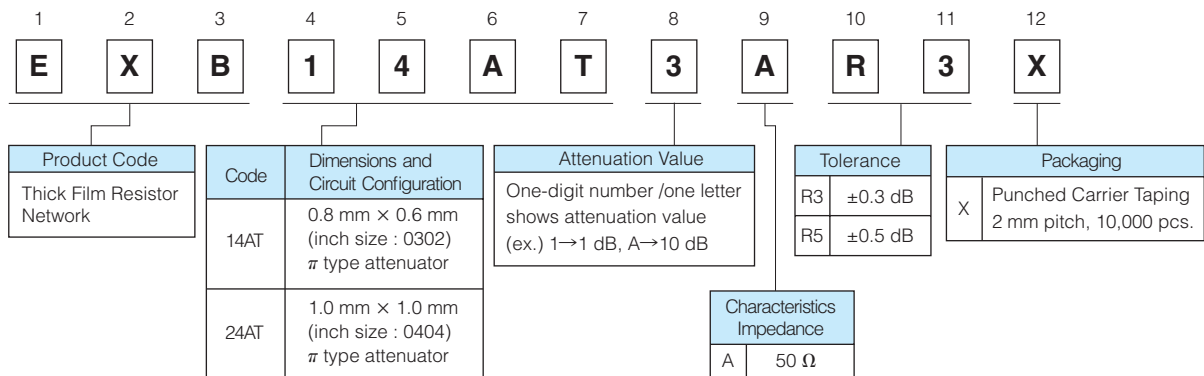 1 2 3 4 5 6 7 8 9 10 11 12
E X B 1 4 A T 3 A R 3 X
Product Code
Thick Film Resistor
Network
Code
Dimensions and
Circuit Configuration
14AT
0.8 mm × 0.6 mm
(inch size : 0302)
π type attenuator
24AT
1.0 mm × 1.0 mm
(inch size : 0404)
π type attenuator
Attenuation Value
One-digit number /one letter
shows attenuation value
(ex.) 1→1 dB, A→10 dB
Characteristics
Impedance
A 50 Ω
Tolerance
R3 ±0.3 dB
R5 ±0.5 dB
Packaging
X
Punched Carrier Taping
2 mm pitch, 10,000 pcs.